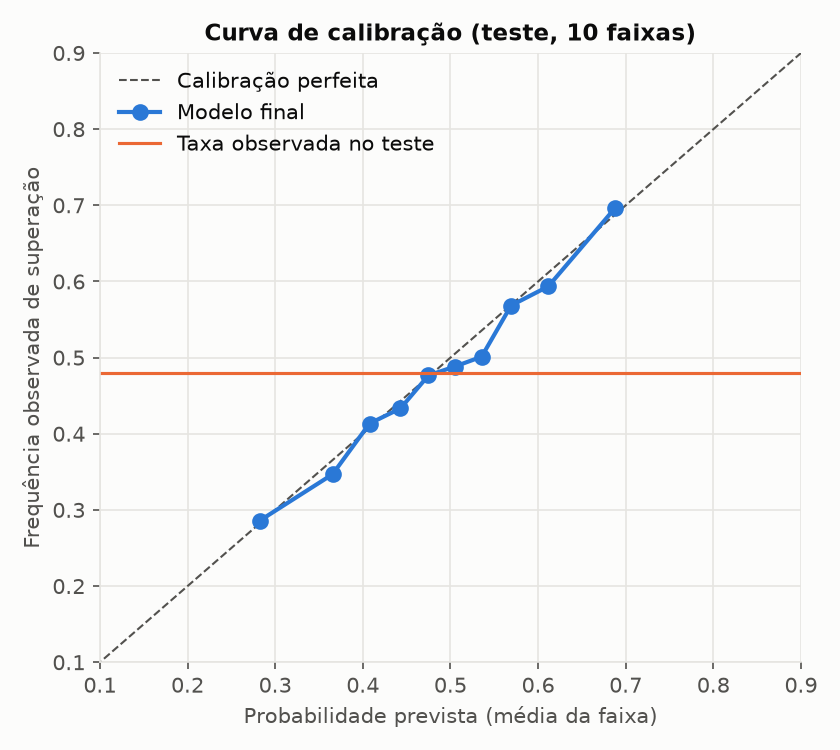 Curva de calibração (teste, 10 faixas)
Calibração perfeita
Modelo final
Taxa observada no teste
Frequência observada de superação
0.9
0.8
0.7
0.6
0.5
0.4
0.3
0.2
0.1
0.1 0.2 0.3 0.4 0.5 0.6 0.7 0.8 0.9
Probabilidade prevista (média da faixa)